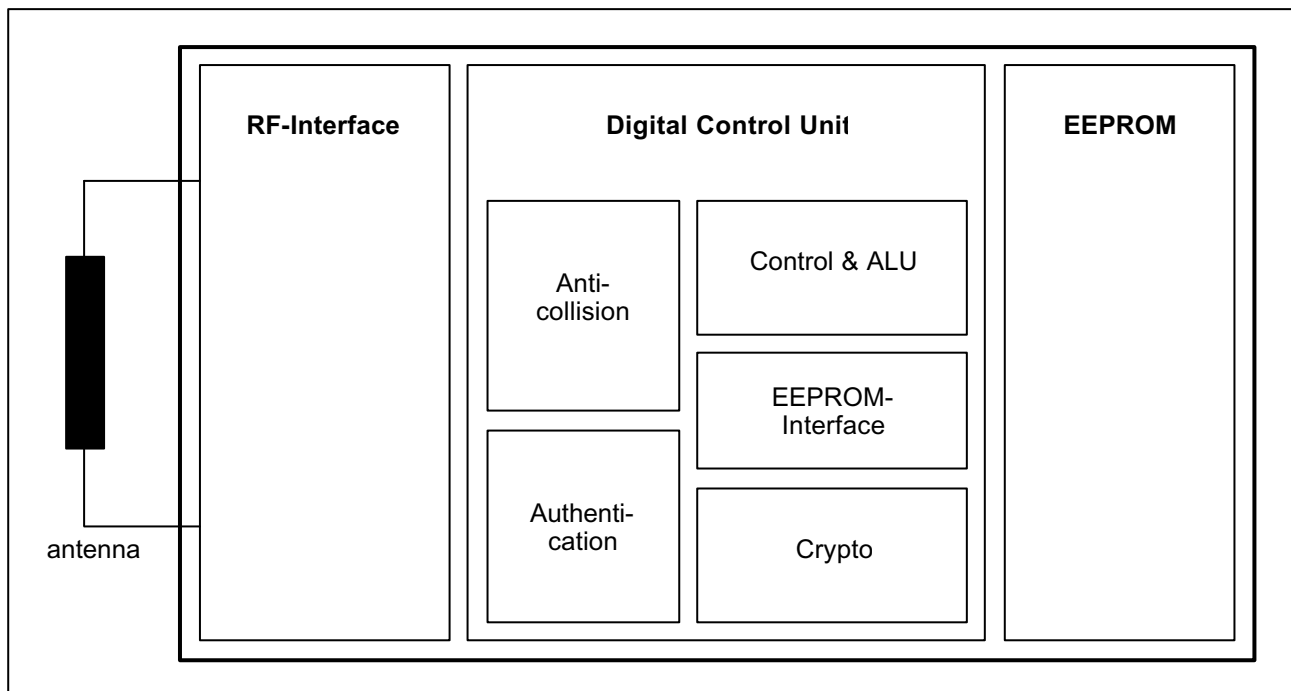 RF-Interface
Digital Control Unit
EEPROM
Anti-
collision
Control & ALU
EEPROM-
Interface
Authenti-
cation
Crypto
antenna